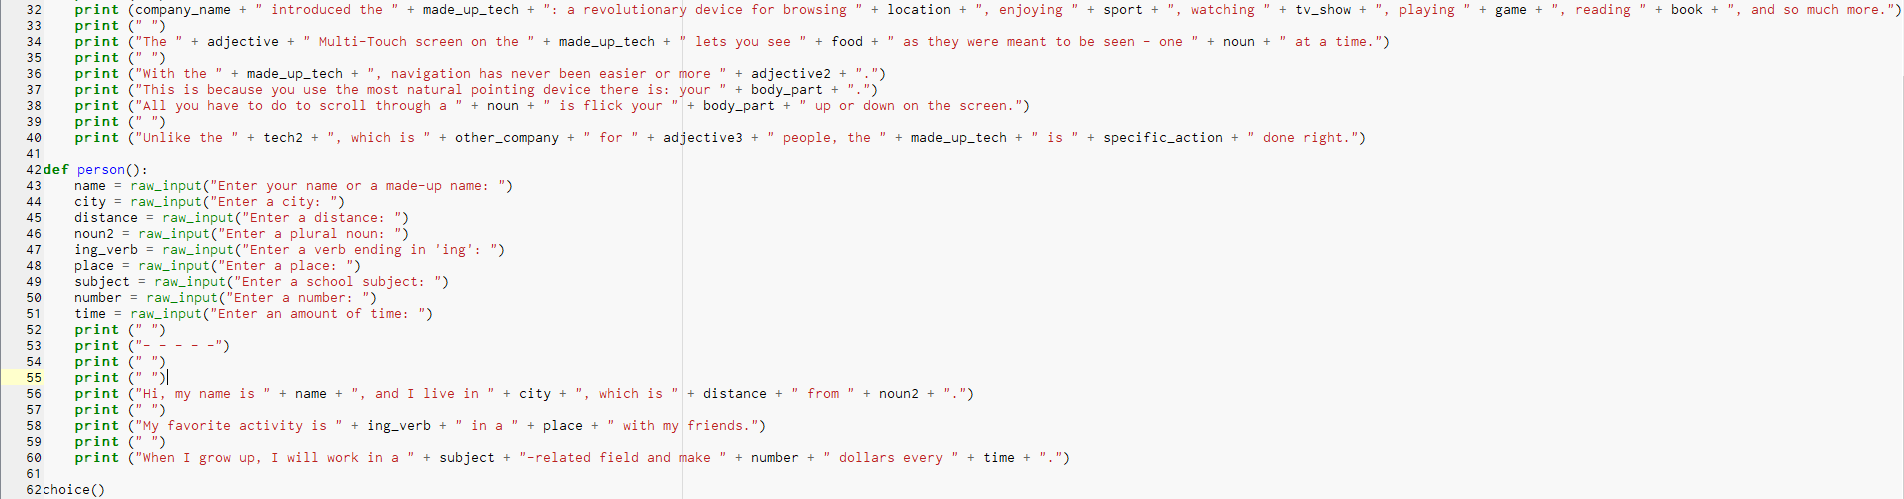 32    print (company_name + " introduced the " + made_up_tech + ": a revolutionary device for browsing " + location + ", enjoying " + sport + ", watching " + tv_show + ", playing " + game + ", reading " + book + ", and so much more.")
33    print (" ")
34    print ("The " + adjective + " Multi-Touch screen on the " + made_up_tech + " lets you see " + food + " as they were meant to be seen - one " + noun + " at a time.")
35    print (" ")
36    print ("With the " + made_up_tech + ", navigation has never been easier or more " + adjective2 + ".")
37    print ("This is because you use the most natural pointing device there is: your " + body_part + ".")
38    print ("All you have to do to scroll through a " + noun + " is flick your " + body_part + " up or down on the screen.")
39    print (" ")
40    print ("Unlike the " + tech2 + ", which is " + other_company + " for " + adjective3 + " people, the " + made_up_tech + " is " + specific_action + " done right.")
41
42def person():
43    name = raw_input("Enter your name or a made-up name: ")
44    city = raw_input("Enter a city: ")
45    distance = raw_input("Enter a distance: ")
46    noun2 = raw_input("Enter a plural noun: ")
47    ing_verb = raw_input("Enter a verb ending in 'ing': ")
48    place = raw_input("Enter a place: ")
49    subject = raw_input("Enter a school subject: ")
50    number = raw_input("Enter a number: ")
51    time = raw_input("Enter an amount of time: ")
52    print (" ")
53    print ("- - - - -")
54    print (" ")
55    print (" ")
56    print ("Hi, my name is " + name + ", and I live in " + city + ", which is " + distance + " from " + noun2 + ".")
57    print (" ")
58    print ("My favorite activity is " + ing_verb + " in a " + place + " with my friends.")
59    print (" ")
60    print ("When I grow up, I will work in a " + subject + "-related field and make " + number + " dollars every " + time + ".")
61
62choice()